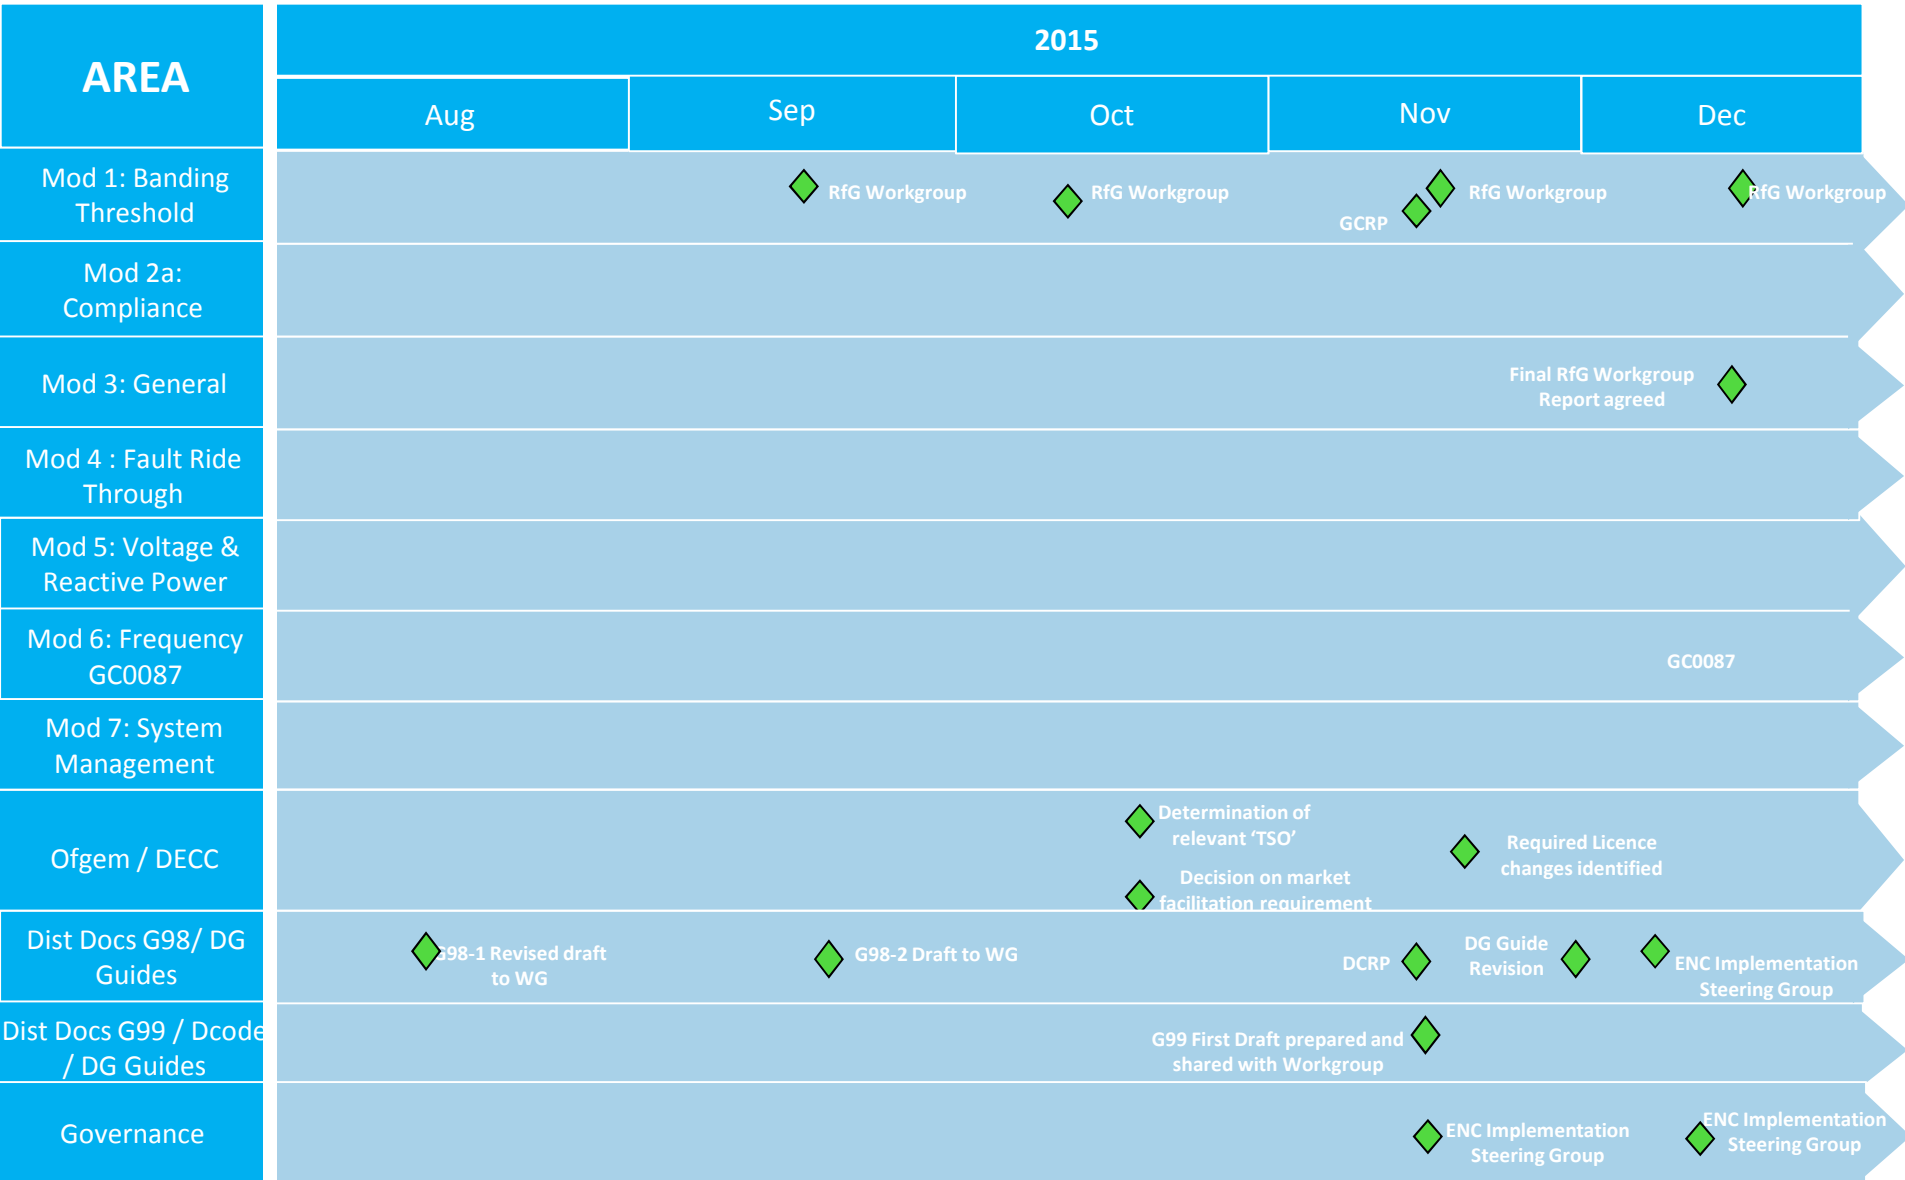 AREA
2015
Aug
Sep
Oct
Nov
Dec
Mod 1: Banding
Threshold
RfG Workgroup
RfG Workgroup
GCRP
RfG Workgroup
RfG Workgroup
Mod 2a:
Compliance
Mod 3: General
Final RfG Workgroup
Report agreed
Mod 4 : Fault Ride
Through
Mod 5: Voltage &
Reactive Power
Mod 6: Frequency
GC0087
GC0087
Mod 7: System
Management
Ofgem / DECC
Determination of
relevant ‘TSO’
Decision on market
facilitation requirement
Required Licence
changes identified
Dist Docs G98/ DG
Guides
G98-1 Revised draft
to WG
G98-2 Draft to WG
DCRP
DG Guide
Revision
ENC Implementation
Steering Group
Dist Docs G99 / Dcode
/ DG Guides
G99 First Draft prepared and
shared with Workgroup
Governance
ENC Implementation
Steering Group
ENC Implementation
Steering Group